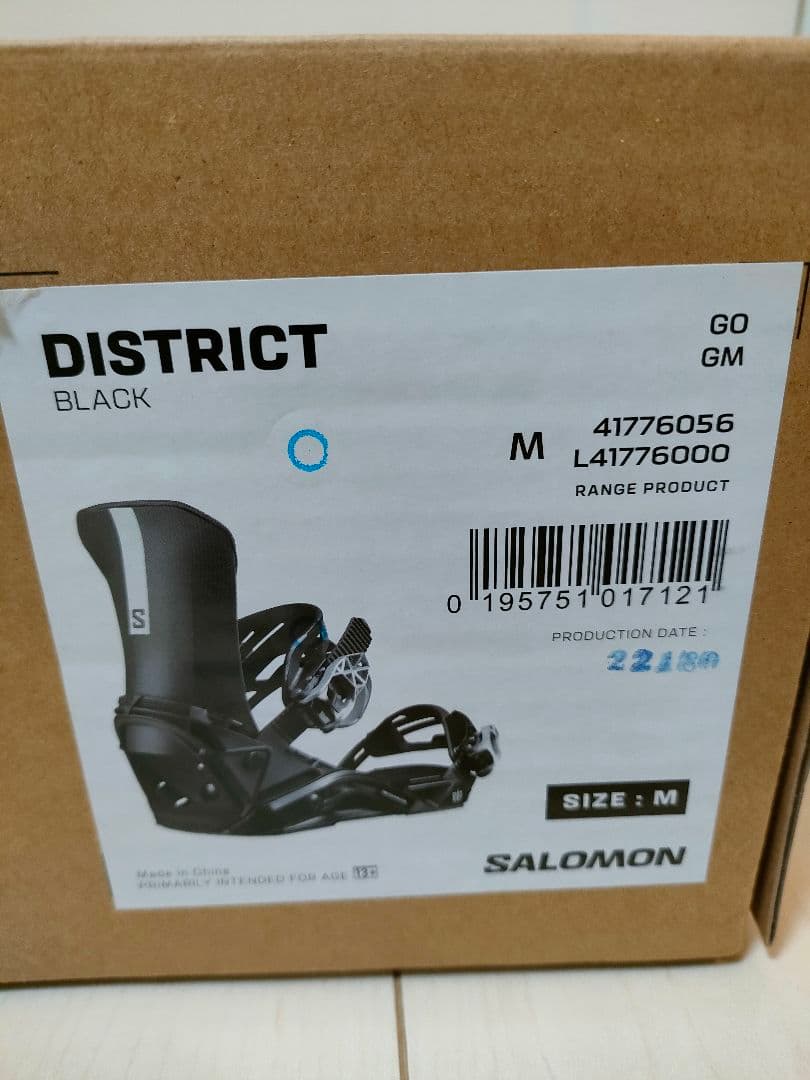 DISTRICT
BLACK
GO
GM
M
41776056
L41776000
RANGE PRODUCT
0 195751 017121
PRODUCTION DATE :
S
SIZE : M
SALOMON
Made in China
PRIMARILY INTENDED FOR AGE 13+